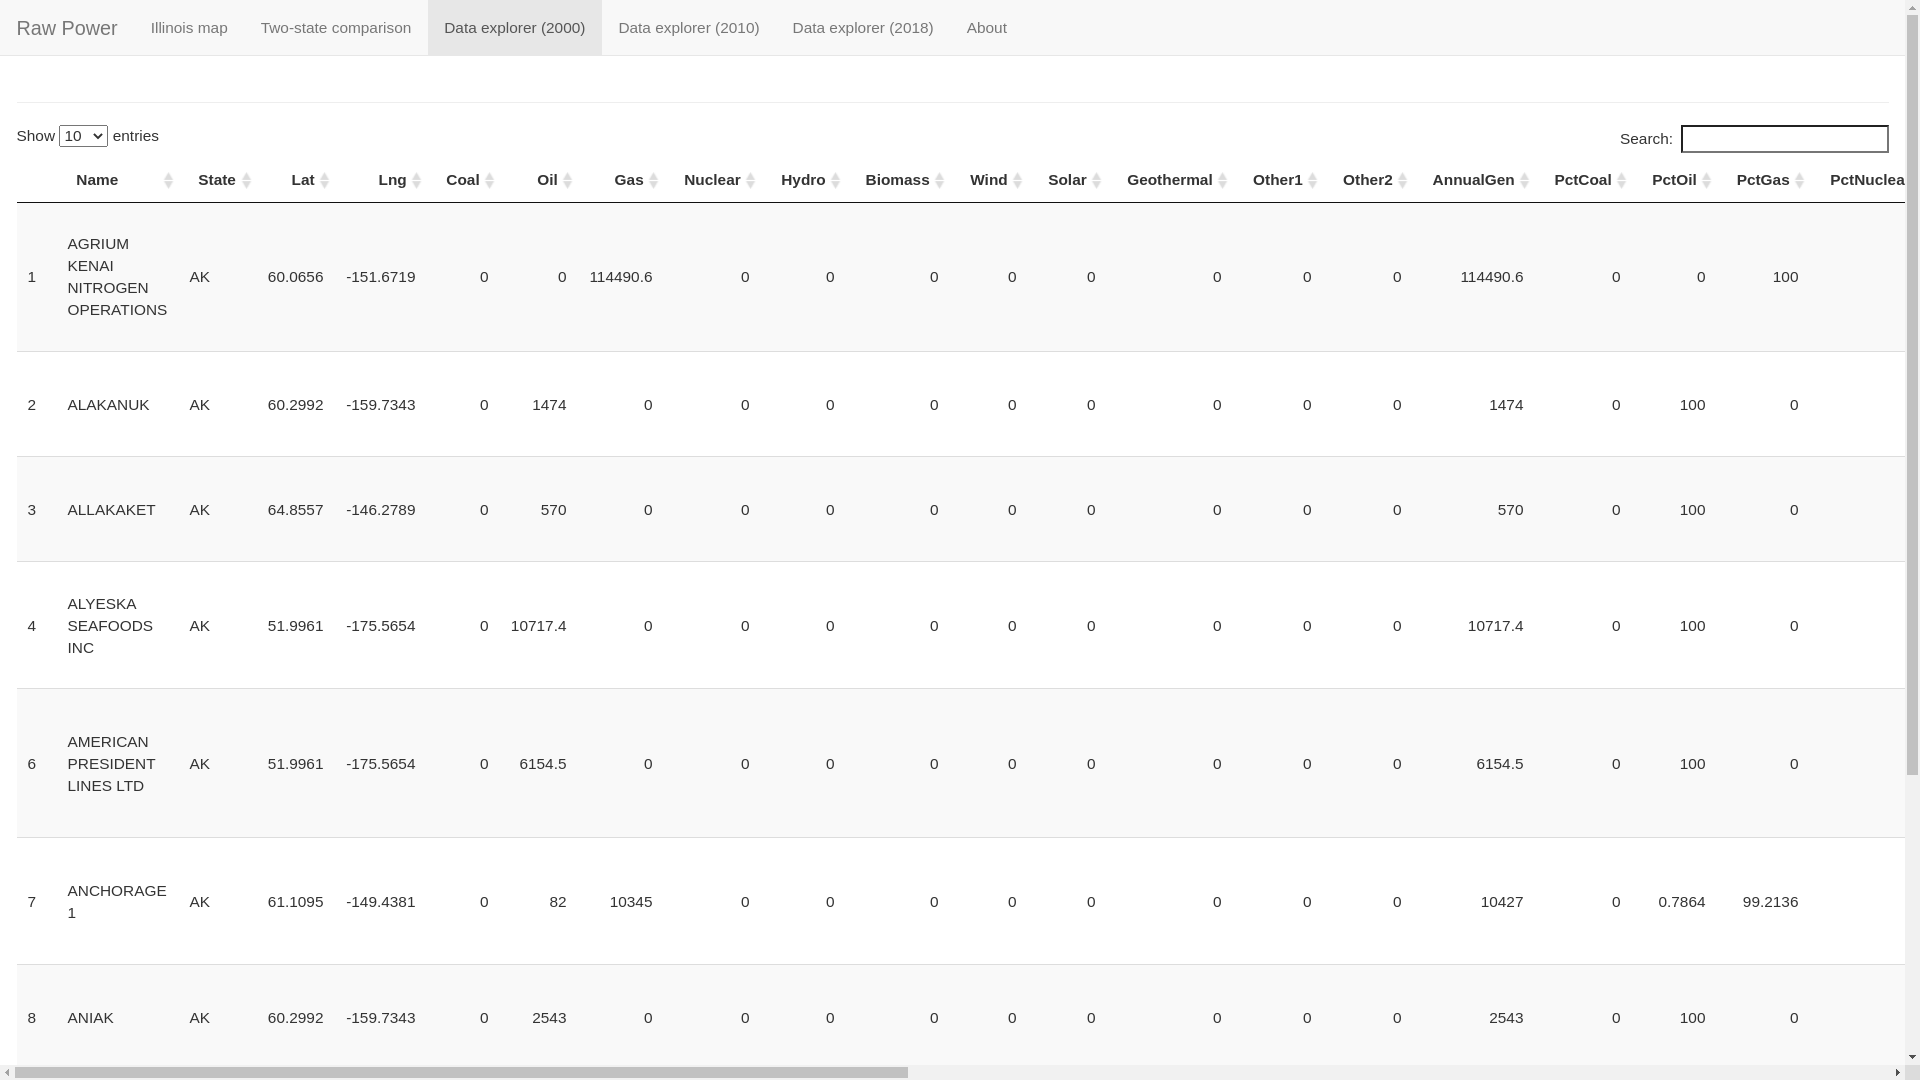 Raw Power Illinois map Two-state comparison Data explorer (2000) Data explorer (2010) Data explorer (2018) About
Show 10 entries Search:
Name State Lat Lng Coal Oil Gas Nuclear Hydro Biomass Wind Solar Geothermal Other1 Other2 AnnualGen PctCoal PctOil PctGas PctNuclea
1 AGRIUM KENAI NITROGEN OPERATIONS AK 60.0656 -151.6719 0 0 114490.6 0 0 0 0 0 0 0 0 114490.6 0 0 100
2 ALAKANUK AK 60.2992 -159.7343 0 1474 0 0 0 0 0 0 0 0 0 1474 0 100 0
3 ALLAKAKET AK 64.8557 -146.2789 0 570 0 0 0 0 0 0 0 0 0 570 0 100 0
4 ALYESKA SEAFOODS INC AK 51.9961 -175.5654 0 10717.4 0 0 0 0 0 0 0 0 0 10717.4 0 100 0
6 AMERICAN PRESIDENT LINES LTD AK 51.9961 -175.5654 0 6154.5 0 0 0 0 0 0 0 0 0 6154.5 0 100 0
7 ANCHORAGE 1 AK 61.1095 -149.4381 0 82 10345 0 0 0 0 0 0 0 0 10427 0 0.7864 99.2136
8 ANIAK AK 60.2992 -159.7343 0 2543 0 0 0 0 0 0 0 0 0 2543 0 100 0